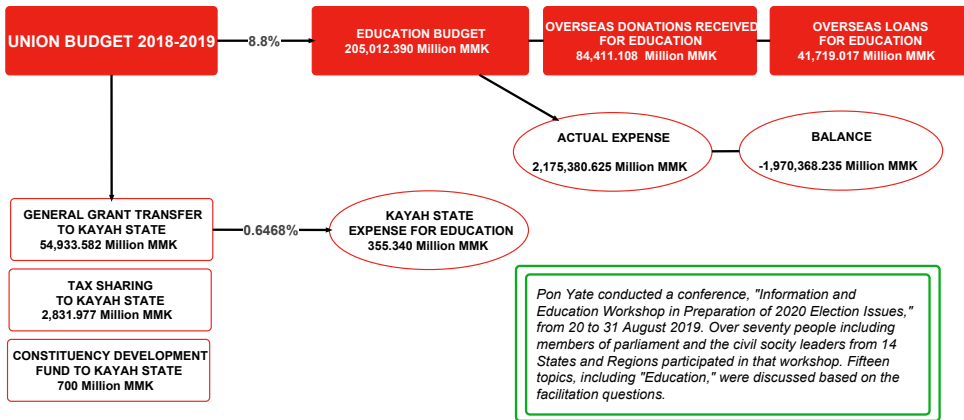 UNION BUDGET 2018-2019
8.8%
EDUCATION BUDGET
205,012.390 Million MMK
OVERSEAS DONATIONS RECEIVED
FOR EDUCATION
84,411.108 Million MMK
OVERSEAS LOANS
FOR EDUCATION
41,719.017 Million MMK
ACTUAL EXPENSE
2,175,380.625 Million MMK
BALANCE
-1,970,368.235 Million MMK
GENERAL GRANT TRANSFER
TO KAYAH STATE
54,933.582 Million MMK
0.6468%
KAYAH STATE
EXPENSE FOR EDUCATION
355.340 Million MMK
TAX SHARING
TO KAYAH STATE
2,831.977 Million MMK
CONSTITUENCY DEVELOPMENT
FUND TO KAYAH STATE
700 Million MMK
Pon Yate conducted a conference, "Information and
Education Workshop in Preparation of 2020 Election Issues,"
from 20 to 31 August 2019. Over seventy people including
members of parliament and the civil socity leaders from 14
States and Regions participated in that workshop. Fifteen
topics, including "Education," were discussed based on the
facilitation questions.